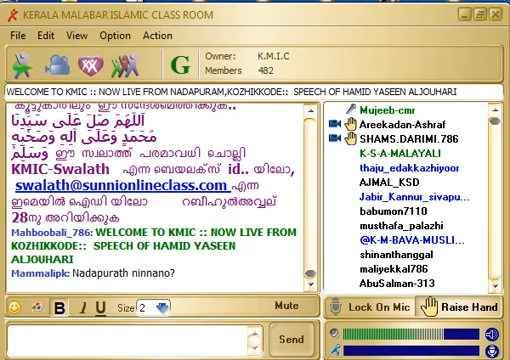 KERALA MALABAR ISLAMIC CLASS ROOM
File Edit View Option Action
G
Owner: K.M.I.C
Members 482
WELCOME TO KMIC :: NOW LIVE FROM NADAPURAM,KOZHIKKODE:: SPEECH OF HAMID YASEEN ALJOUHARI
കൂട്ടുകാരിലും ഈ സന്ദേശമെത്തിക്കുക..
اَللّٰهُمَّ صَلِّ عَلَى سَيِّدِنَا
مُحَمَّدٍ وَعَلَى آلِهِ وَصَحْبِهِ
وَسَلِّمْ ഈ സ്വലാത്ത് പരമാവധി ചൊല്ലി
KMIC-Swalath എന്ന ബൈലക്സ് id.. യിലോ,
swalath@sunnionlineclass.com എന്ന
ഇമെയിൽ ഐഡി യിലോ റബീഹുൽഅവ്വല്
28നു അറിയിക്കുക
Mahboobali_786: WELCOME TO KMIC :: NOW LIVE FROM
KOZHIKKODE:: SPEECH OF HAMID YASEEN
ALJOUHARI
Mammalipk: Nadapurath ninnano?
Mujeeb-cmr
Areekadan-Ashraf
SHAMS.DARIMI.786
K-S-A-MALAYALI
thaju_edakkazhiyoor
AJMAL_KSD
Jabir_Kannur_sivapu...
babumon7110
musthafa_palazhi
@K-M-BAVA-MUSLI...
shinanthanggal
maliyekkal786
AbuSalman-313
B I U Size 2 Mute
Lock On Mic Raise Hand
Send